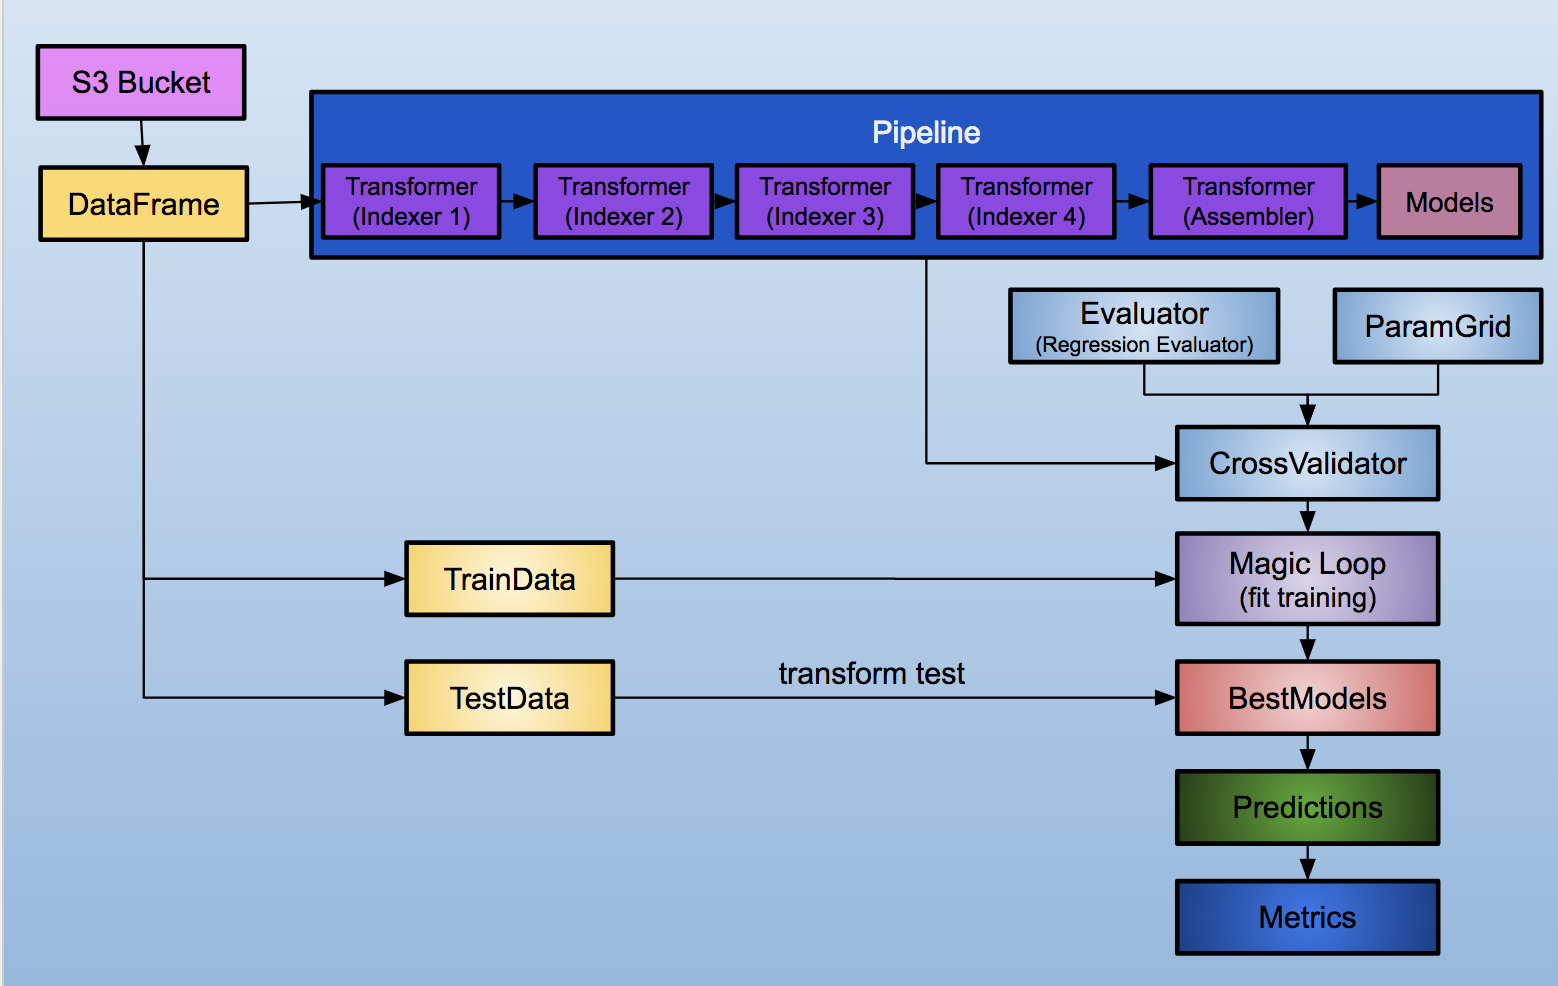 S3 Bucket
DataFrame
Pipeline
Transformer
(Indexer 1)
Transformer
(Indexer 2)
Transformer
(Indexer 3)
Transformer
(Indexer 4)
Transformer
(Assembler)
Models
Evaluator
(Regression Evaluator)
ParamGrid
CrossValidator
TrainData
Magic Loop
(fit training)
TestData
transform test
BestModels
Predictions
Metrics